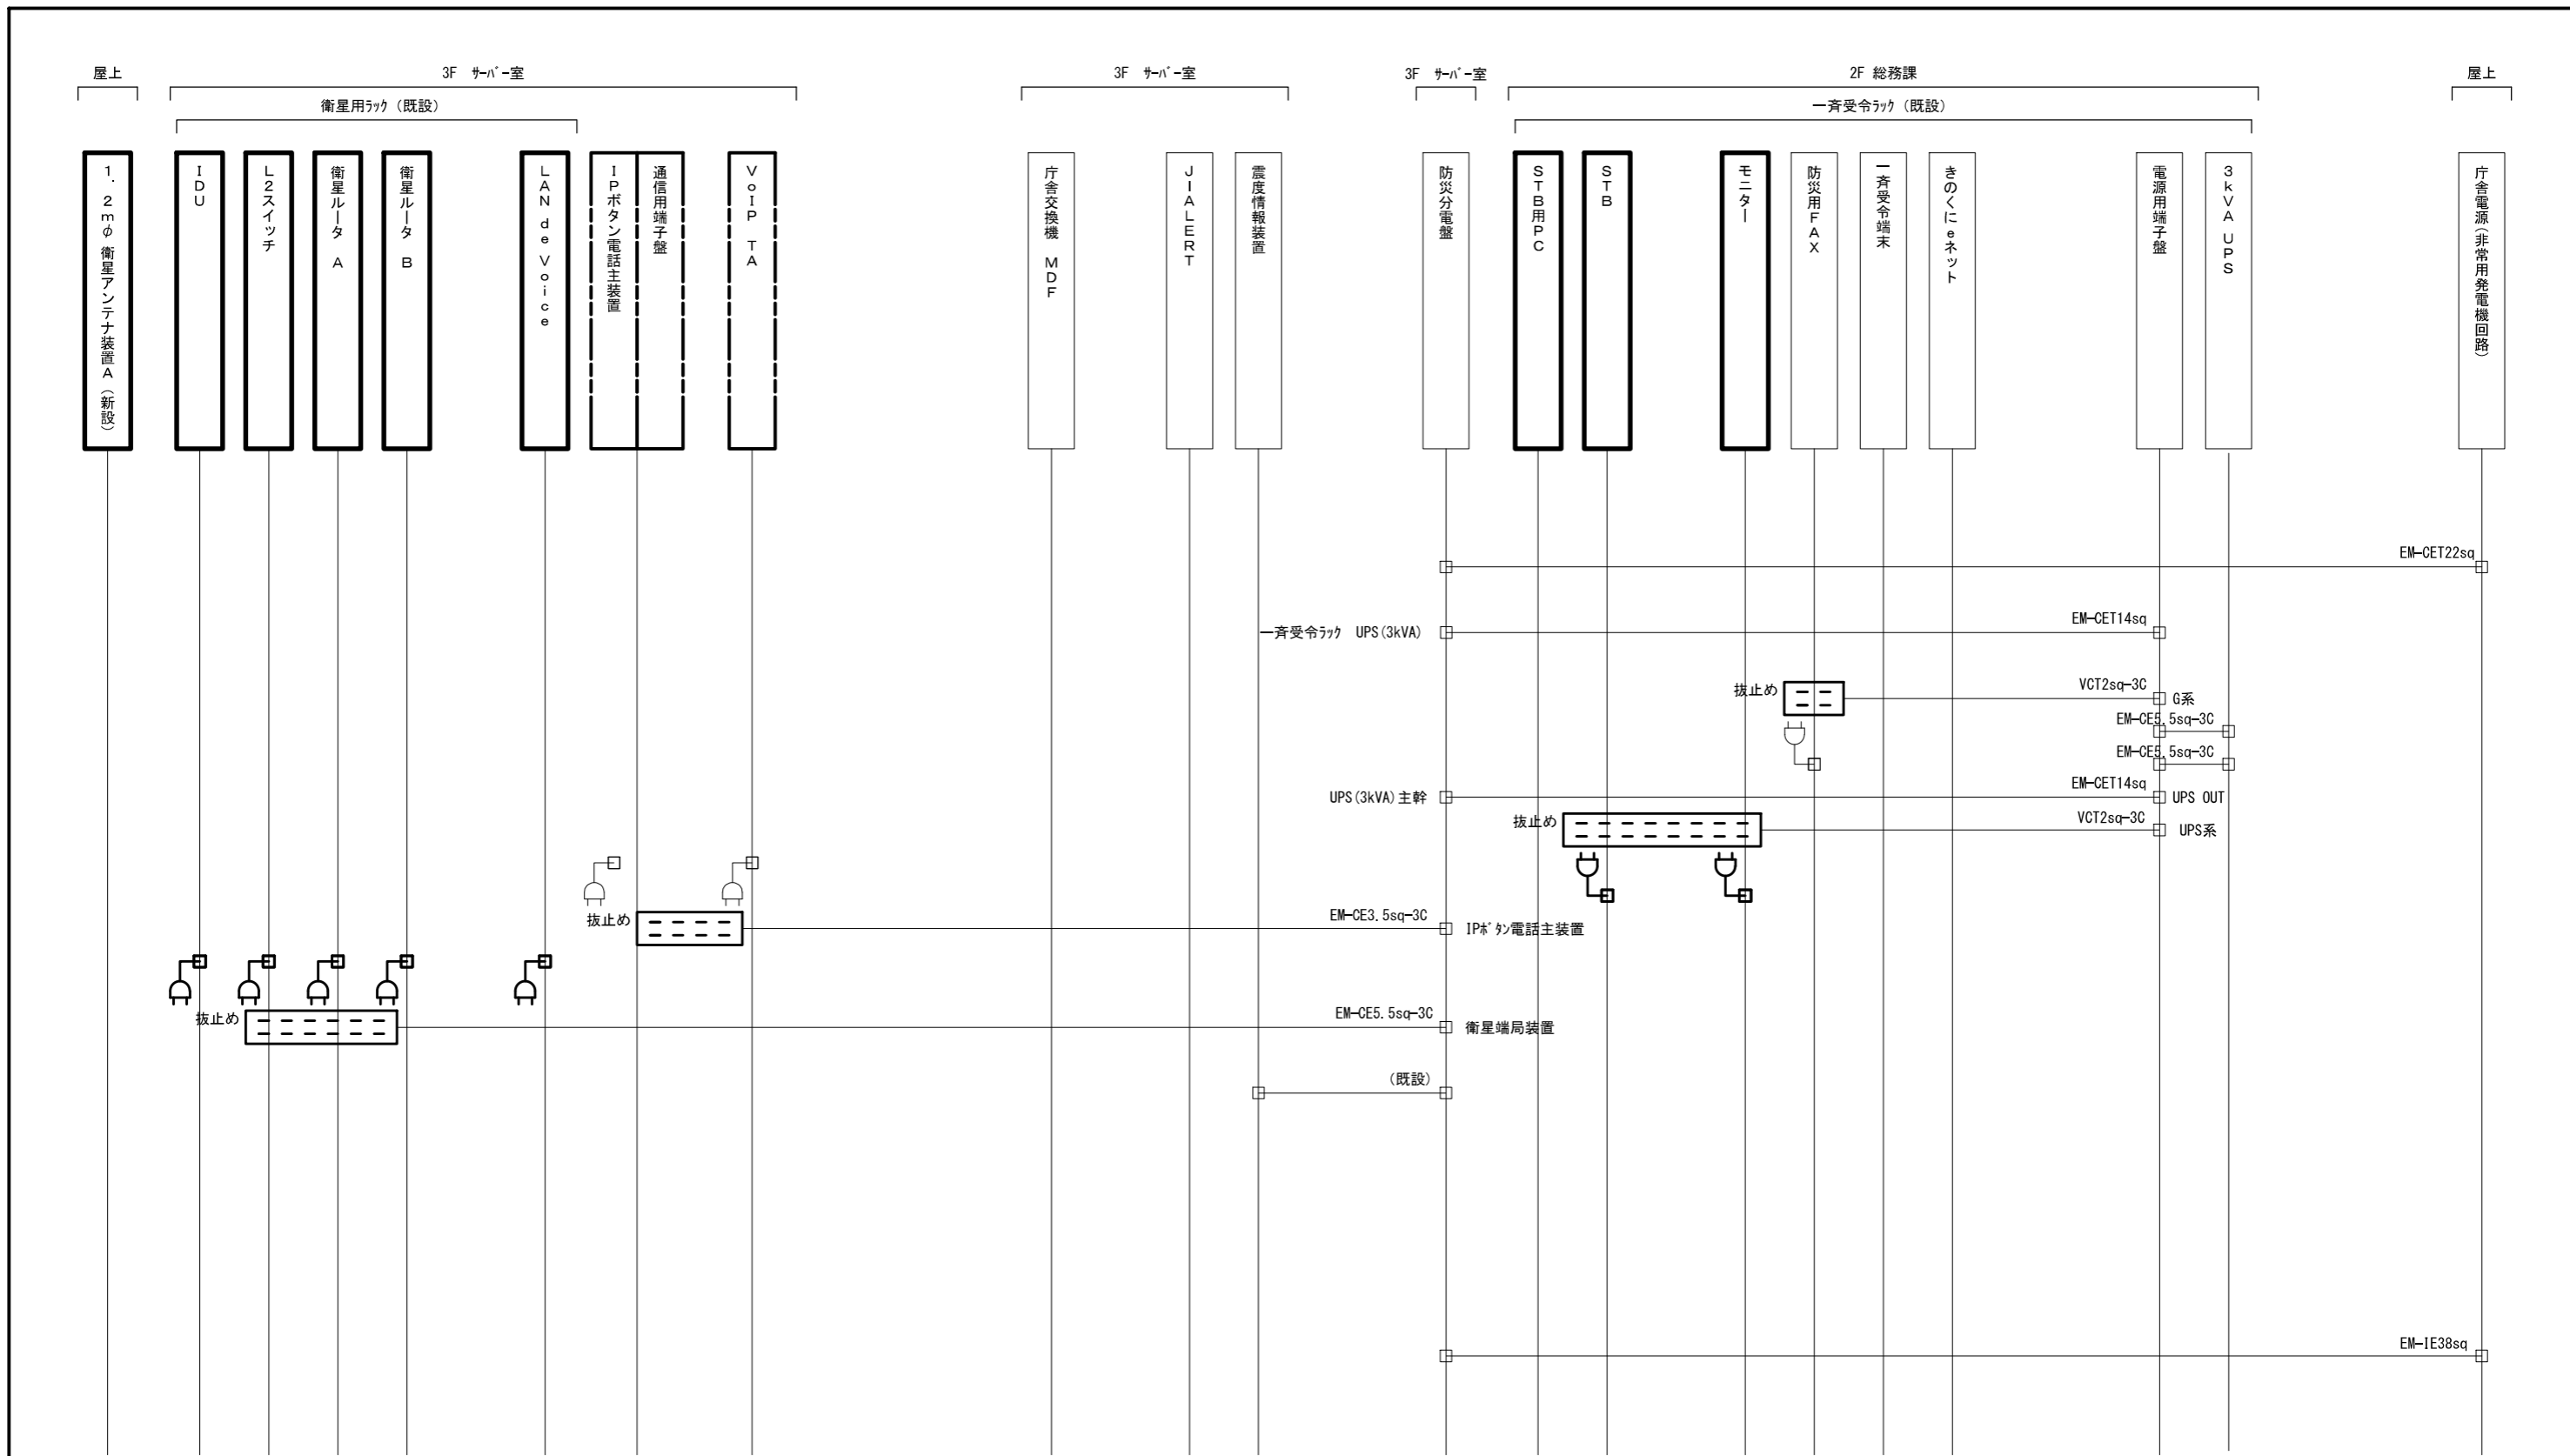 屋上
3F ｻｰﾊﾞｰ室
3F ｻｰﾊﾞｰ室
3F ｻｰﾊﾞｰ室
2F 総務課
屋上
衛星用ﾗｯｸ（既設）
一斉受令ﾗｯｸ（既設）
１．２ｍφ 衛星アンテナ装置Ａ（新設）
ＩＤＵ
Ｌ２スイッチ
衛星ルータ Ａ
衛星ルータ Ｂ
ＬＡＮ ｄｅ Ｖｏｉｃｅ
ＩＰボタン電話主装置
通信用端子盤
ＶｏＩＰ ＴＡ
庁舎交換機 ＭＤＦ
Ｊ｜ＡＬＥＲＴ
震度情報装置
防災分電盤
ＳＴＢ用ＰＣ
ＳＴＢ
モニター
防災用ＦＡＸ
一斉受令端末
きのくにｅネット
電源用端子盤
３ｋＶＡ ＵＰＳ
庁舎電源（非常用発電機回路）
EM-CET22sq
一斉受令ﾗｯｸ UPS(3kVA)
EM-CET14sq
抜止め
VCT2sq-3C
G系
EM-CE5.5sq-3C
EM-CE5.5sq-3C
UPS(3kVA)主幹
EM-CET14sq
UPS OUT
抜止め
VCT2sq-3C
UPS系
抜止め
EM-CE3.5sq-3C
IPﾎﾞﾀﾝ電話主装置
抜止め
EM-CE5.5sq-3C
衛星端局装置
(既設)
EM-IE38sq